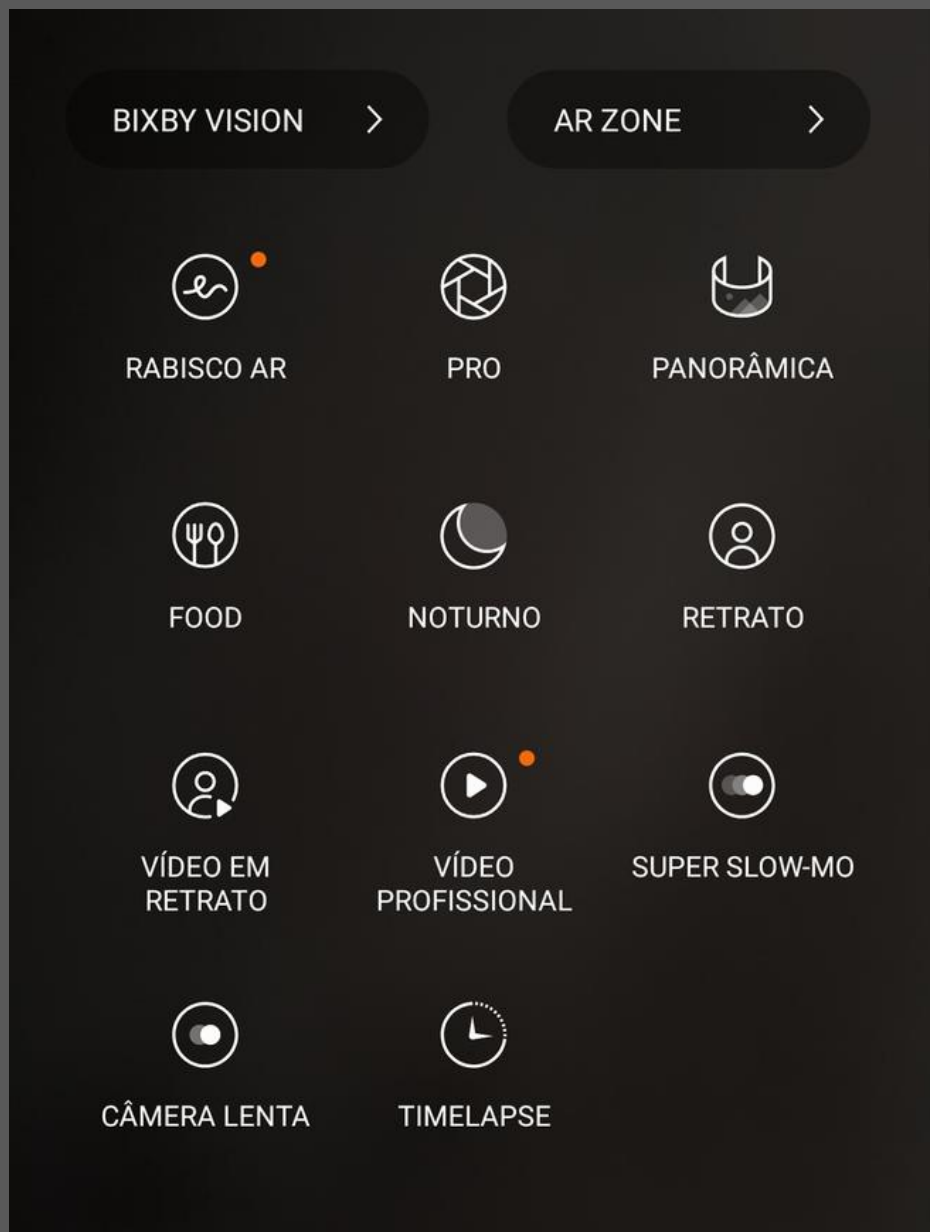 BIXBY VISION
AR ZONE
RABISCO AR
PRO
PANORÂMICA
FOOD
NOTURNO
RETRATO
VÍDEO EM
RETRATO
VÍDEO
PROFISSIONAL
SUPER SLOW-MO
CÂMERA LENTA
TIMELAPSE